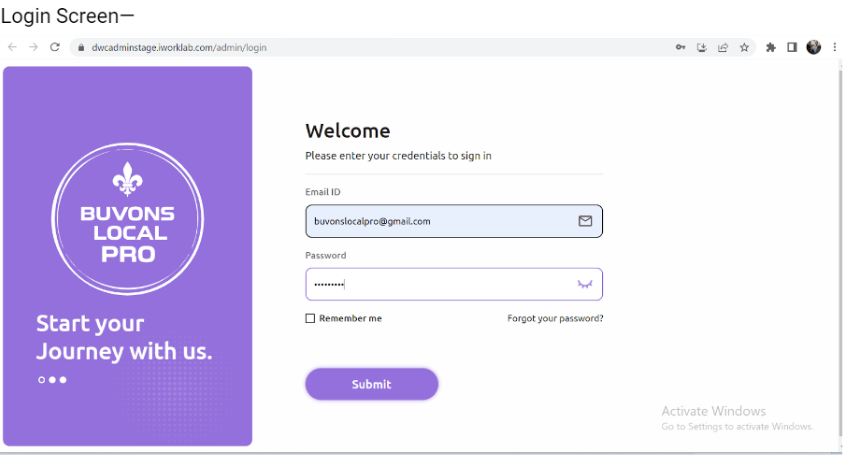 Login Screen—
dwcadminstage.iworklab.com/admin/login
BUVONS
LOCAL
PRO
Start your
Journey with us.
Welcome
Please enter your credentials to sign in
Email ID
buvonslocalpro@gmail.com
Password
•••••••••
Remember me
Forgot your password?
Submit
Activate Windows
Go to Settings to activate Windows.